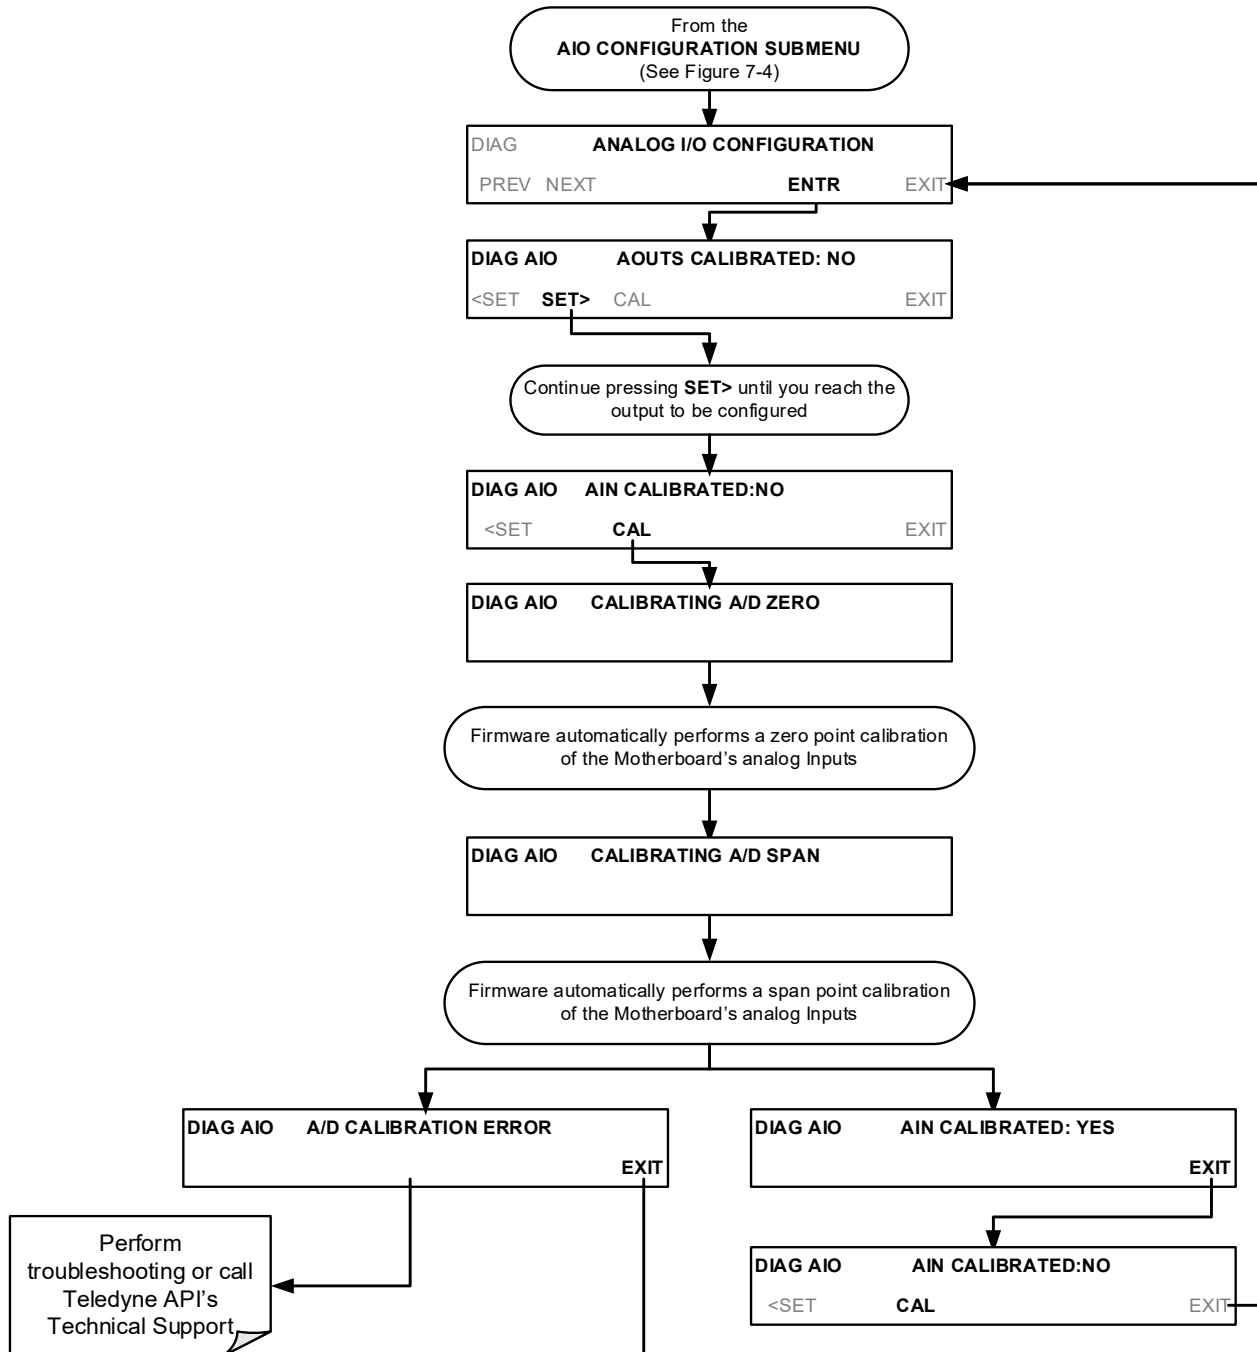 From the
AIO CONFIGURATION SUBMENU
(See Figure 7-4)
DIAG ANALOG I/O CONFIGURATION
PREV NEXT ENTR EXIT
DIAG AIO AOUTS CALIBRATED: NO
<SET SET> CAL EXIT
Continue pressing SET> until you reach the
output to be configured
DIAG AIO AIN CALIBRATED:NO
<SET CAL EXIT
DIAG AIO CALIBRATING A/D ZERO
Firmware automatically performs a zero point calibration
of the Motherboard's analog Inputs
DIAG AIO CALIBRATING A/D SPAN
Firmware automatically performs a span point calibration
of the Motherboard's analog Inputs
DIAG AIO A/D CALIBRATION ERROR
EXIT
DIAG AIO AIN CALIBRATED: YES
EXIT
Perform
troubleshooting or call
Teledyne API's
Technical Support
DIAG AIO AIN CALIBRATED:NO
<SET CAL EXIT